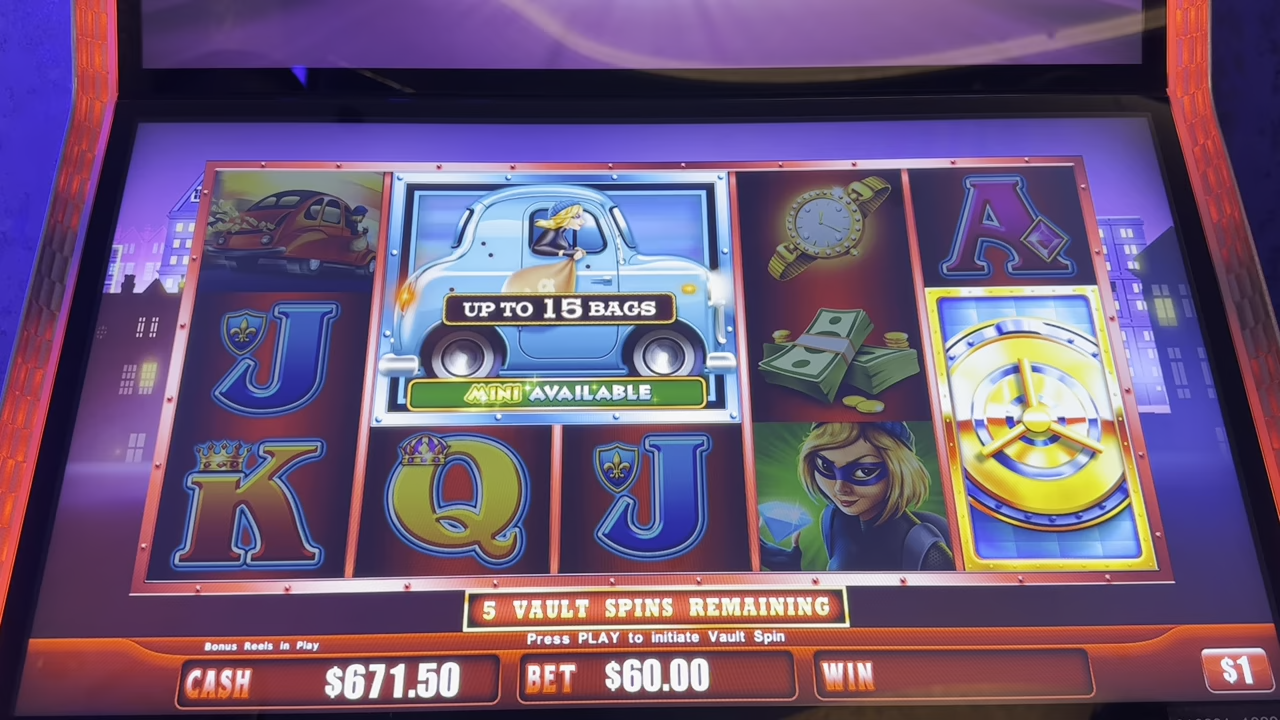 A
J
UP TO 15 BAGS
MINI AVAILABLE
K
Q
J
5 VAULT SPINS REMAINING
Press PLAY to initiate Vault Spin
Bonus Reels in Play
CASH $671.50
BET $60.00
WIN
$1